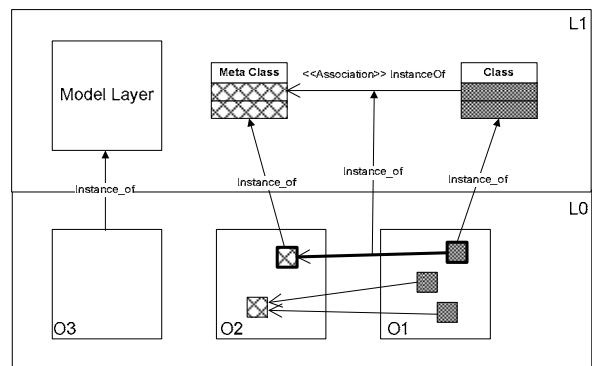 L1
Model Layer
Meta Class
<<Association>> InstanceOf
Class
Instance_of
Instance_of
Instance_of
Instance_of
L0
O3
O2
O1